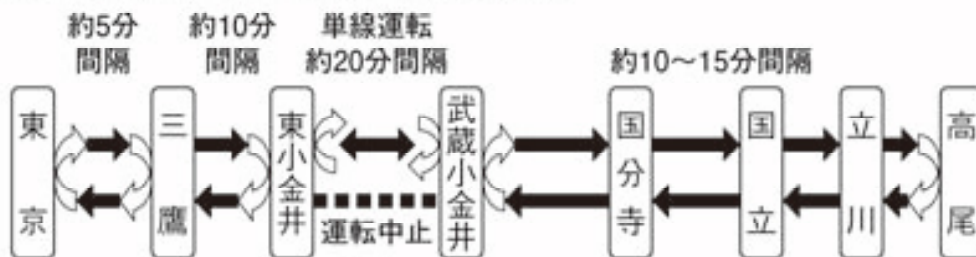 約5分
間隔
約10分
間隔
単線運転
約20分間隔
約10～15分間隔
東京
三鷹
東小金井
武蔵小金井
国分寺
国立
立川
高尾
運転中止